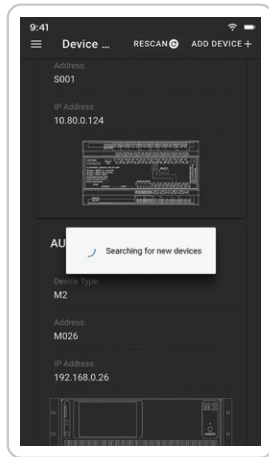 9:41
Device ... RESCAN ADD DEVICE +
Address:
S001
IP Address:
10.80.0.124
AU
Searching for new devices
Device Type:
M2
Address:
M026
IP Address:
192.168.0.26